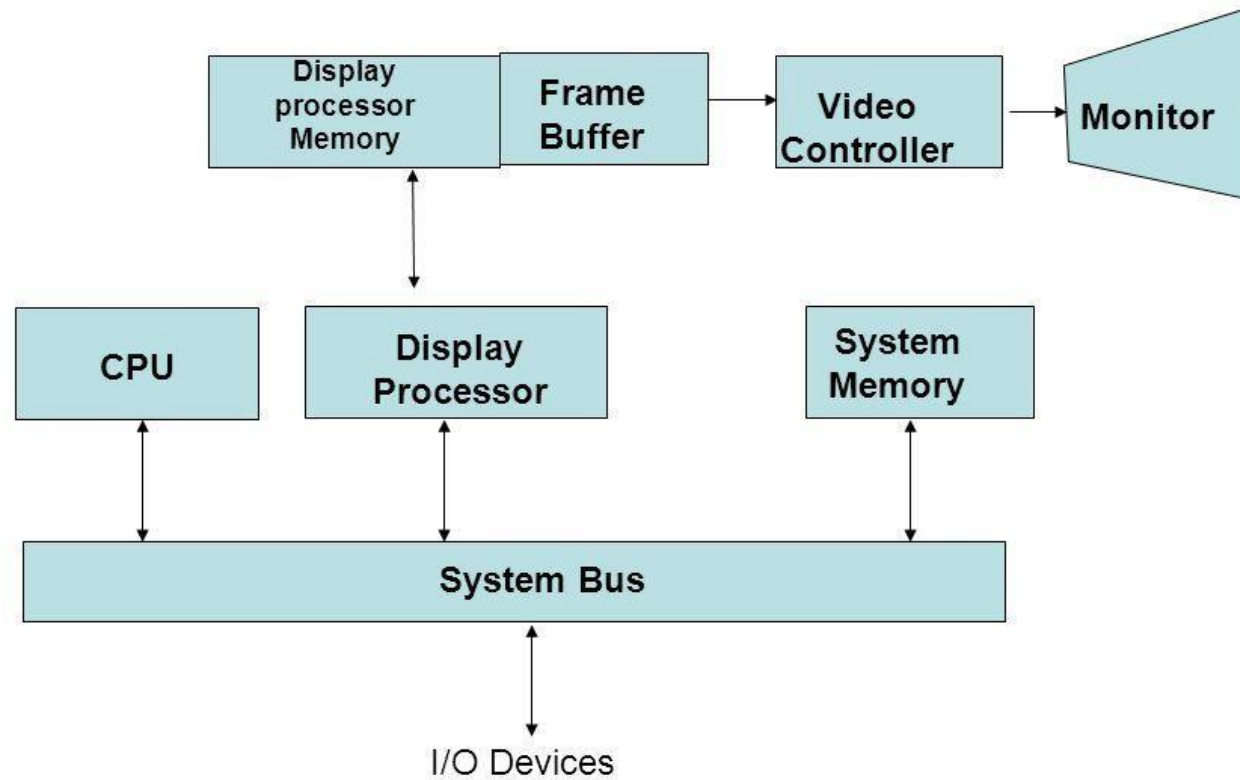 Display
processor
Memory
Frame
Buffer
Video
Controller
Monitor
CPU
Display
Processor
System
Memory
System Bus
I/O Devices